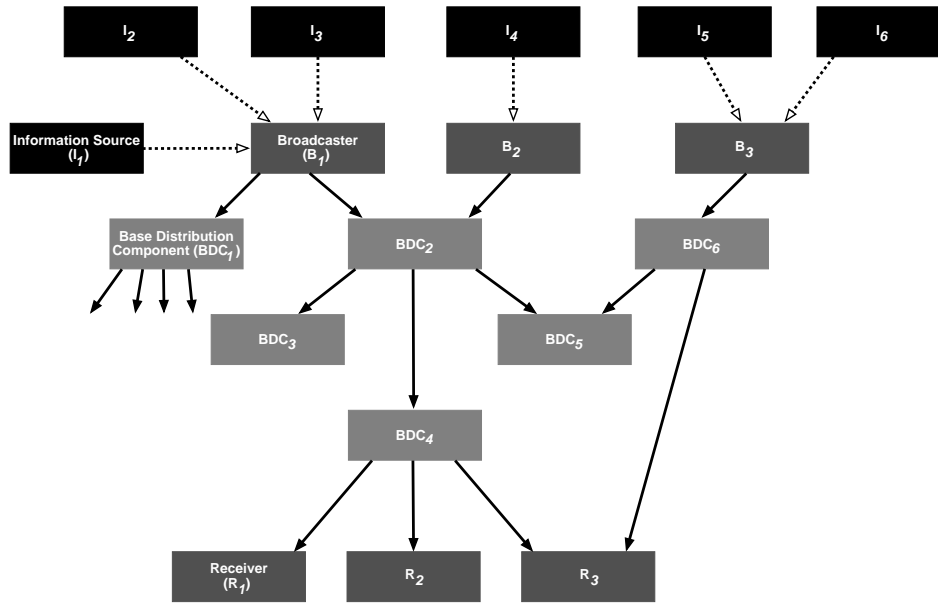 I2
I3
I4
I5
I6
Information Source
(I1)
Broadcaster
(B1)
B2
B3
Base Distribution
Component (BDC1)
BDC2
BDC6
BDC3
BDC5
BDC4
Receiver
(R1)
R2
R3